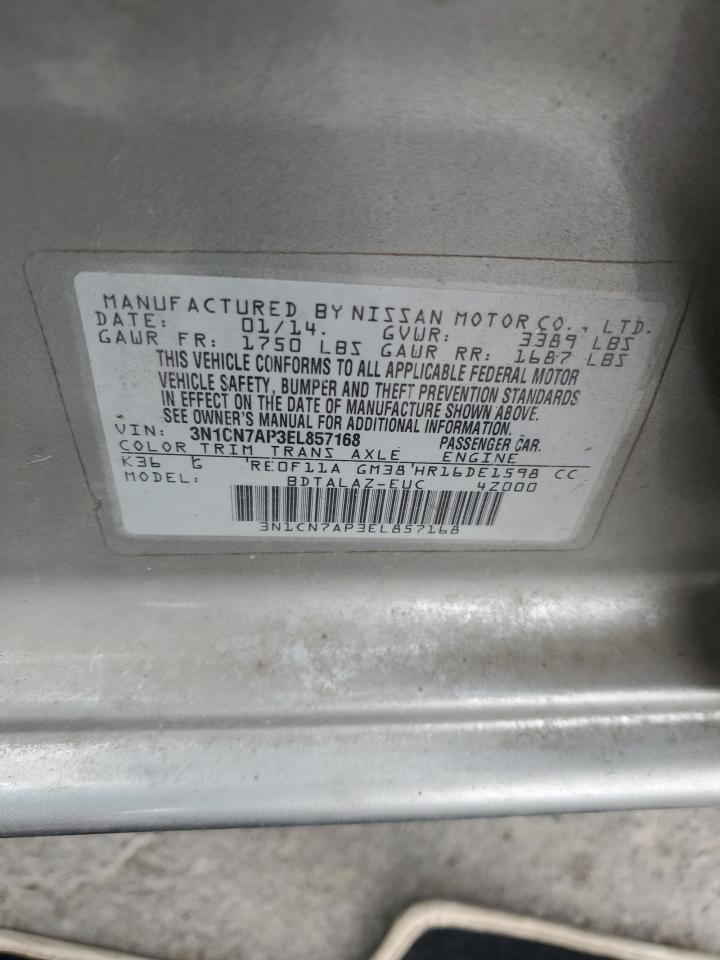 MANUFACTURED BY NISSAN MOTOR CO., LTD.
DATE: 01/14. GVWR: 3389 LBS
GAWR FR: 1750 LBS GAWR RR: 1687 LBS
THIS VEHICLE CONFORMS TO ALL APPLICABLE FEDERAL MOTOR
VEHICLE SAFETY, BUMPER AND THEFT PREVENTION STANDARDS
IN EFFECT ON THE DATE OF MANUFACTURE SHOWN ABOVE.
SEE OWNER'S MANUAL FOR ADDITIONAL INFORMATION.
VIN: 3N1CN7AP3EL857168 PASSENGER CAR.
COLOR TRIM TRANS AXLE ENGINE
K36 G RE0F11A GM38 HR16DE1598 CC
MODEL: BDTALAZ-EUC 4Z000
3N1CN7AP3EL857168